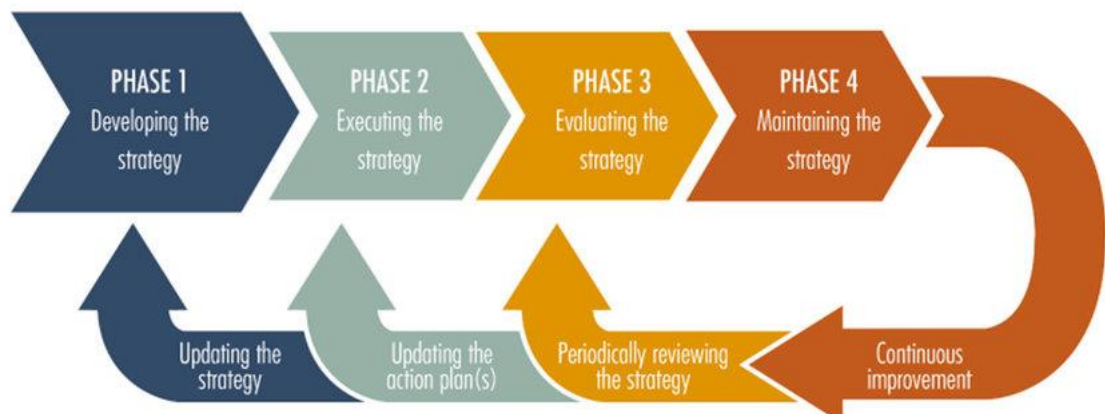 PHASE 1
Developing the
strategy
PHASE 2
Executing the
strategy
PHASE 3
Evaluating the
strategy
PHASE 4
Maintaining the
strategy
Updating the
strategy
Updating the
action plan(s)
Periodically reviewing
the strategy
Continuous
improvement